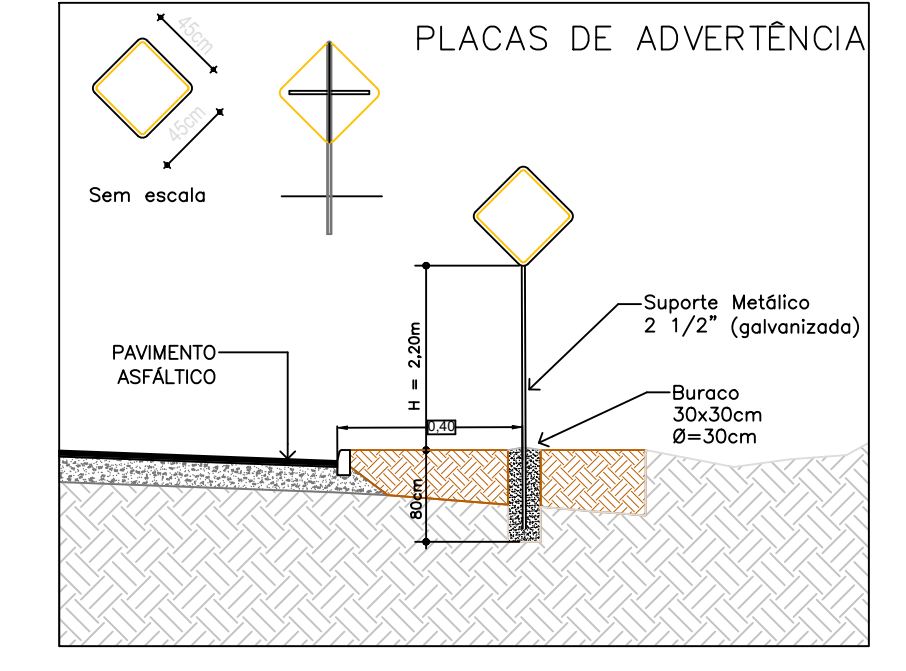 PLACAS DE ADVERTÊNCIA
45cm
45cm
Sem escala
Suporte Metálico
2 1/2” (galvanizada)
H = 2,20m
PAVIMENTO
ASFÁLTICO
Buraco
30x30cm
Ø=30cm
0,40
80cm